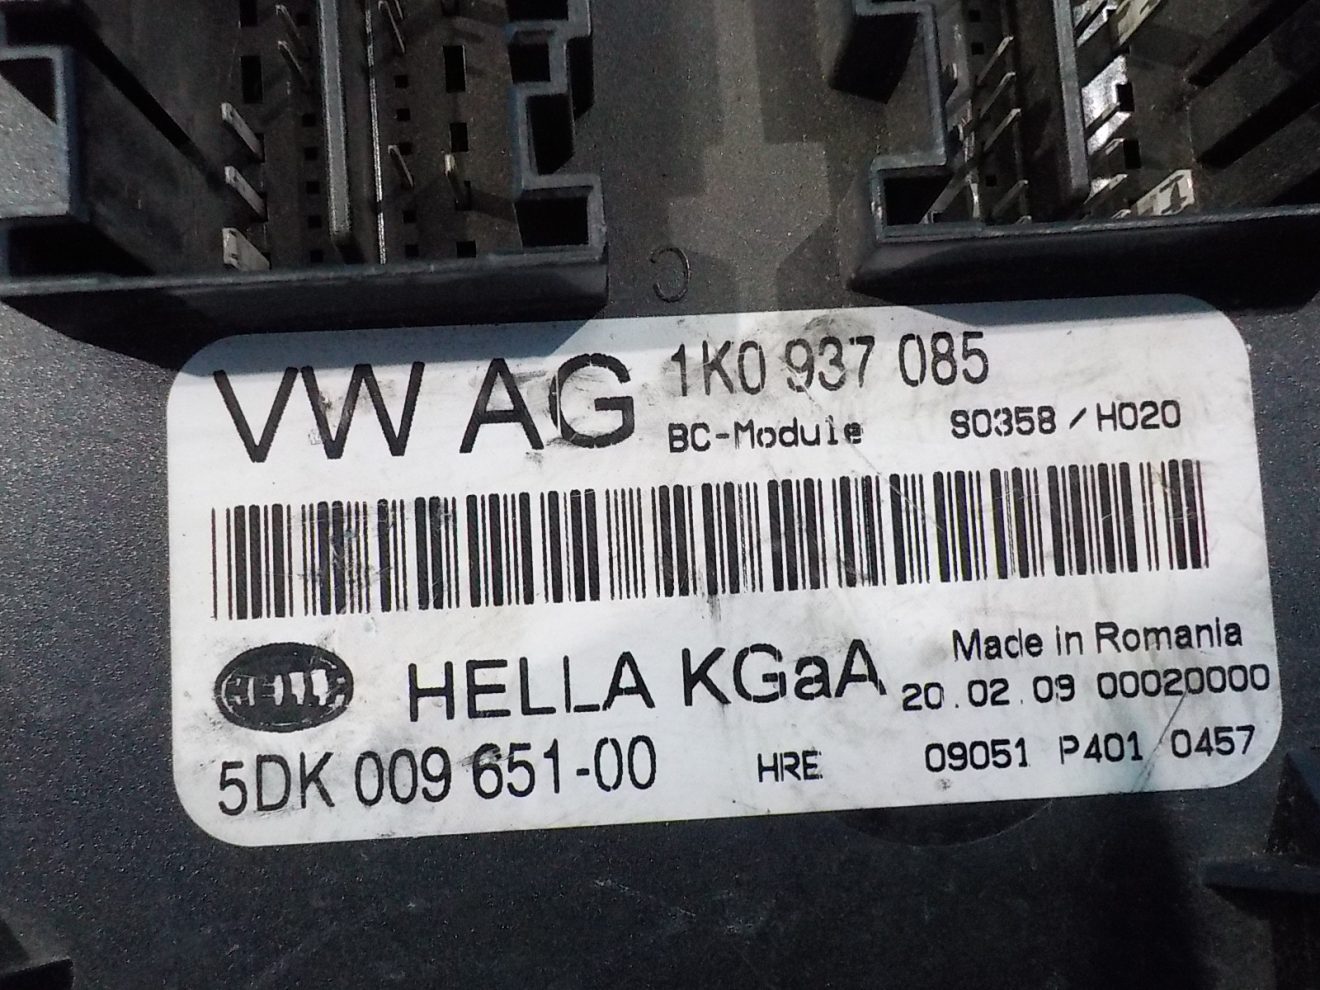 VW AG 1K0 937 085
BC-Module S0358 / H020
HELLA
HELLA KGaA Made in Romania
20.02.09 00020000
5DK 009 651-00 HRE 09051 P401 0457